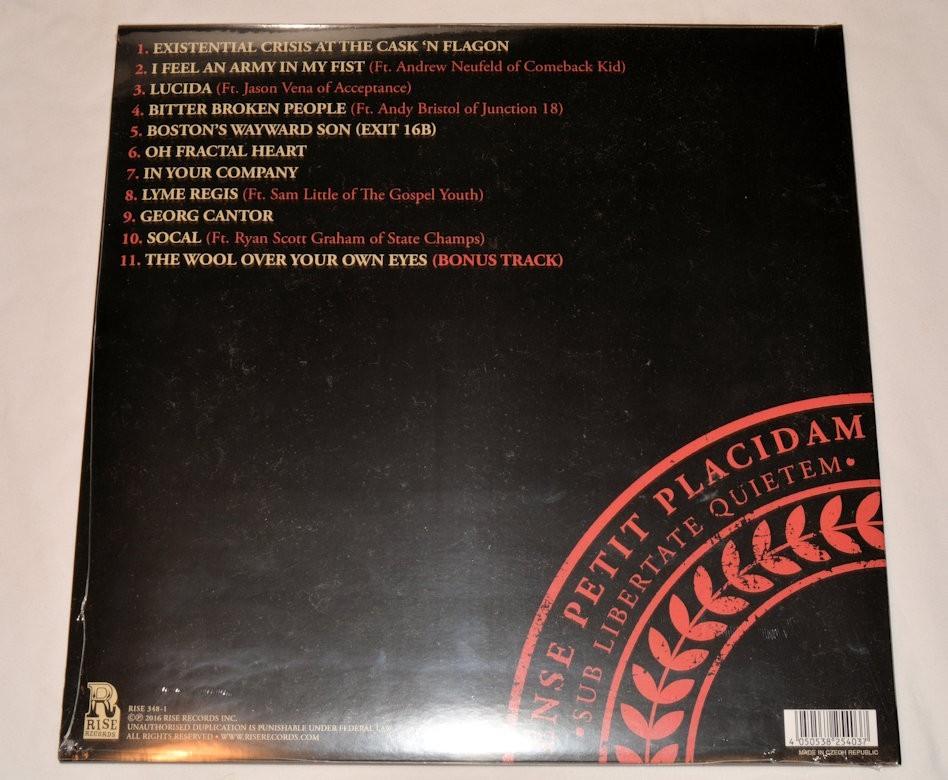 1. EXISTENTIAL CRISIS AT THE CASK ‘N FLAGON
2. I FEEL AN ARMY IN MY FIST (Ft. Andrew Neufeld of Comeback Kid)
3. LUCIDA (Ft. Jason Vena of Acceptance)
4. BITTER BROKEN PEOPLE (Ft. Andy Bristol of Junction 18)
5. BOSTON’S WAYWARD SON (EXIT 16B)
6. OH FRACTAL HEART
7. IN YOUR COMPANY
8. LYME REGIS (Ft. Sam Little of The Gospel Youth)
9. GEORG CANTOR
10. SOCAL (Ft. Ryan Scott Graham of State Champs)
11. THE WOOL OVER YOUR OWN EYES (BONUS TRACK)
ENSE PETIT PLACIDAM
•SUB LIBERTATE QUIETEM•
R
RISE
RECORDS
RISE 348-1
©℗ 2016 RISE RECORDS INC.
UNAUTHORISED DUPLICATION IS PUNISHABLE UNDER FEDERAL LAW
ALL RIGHTS RESERVED • WWW.RISERECORDS.COM
4 050538 254037
MADE IN CZECH REPUBLIC